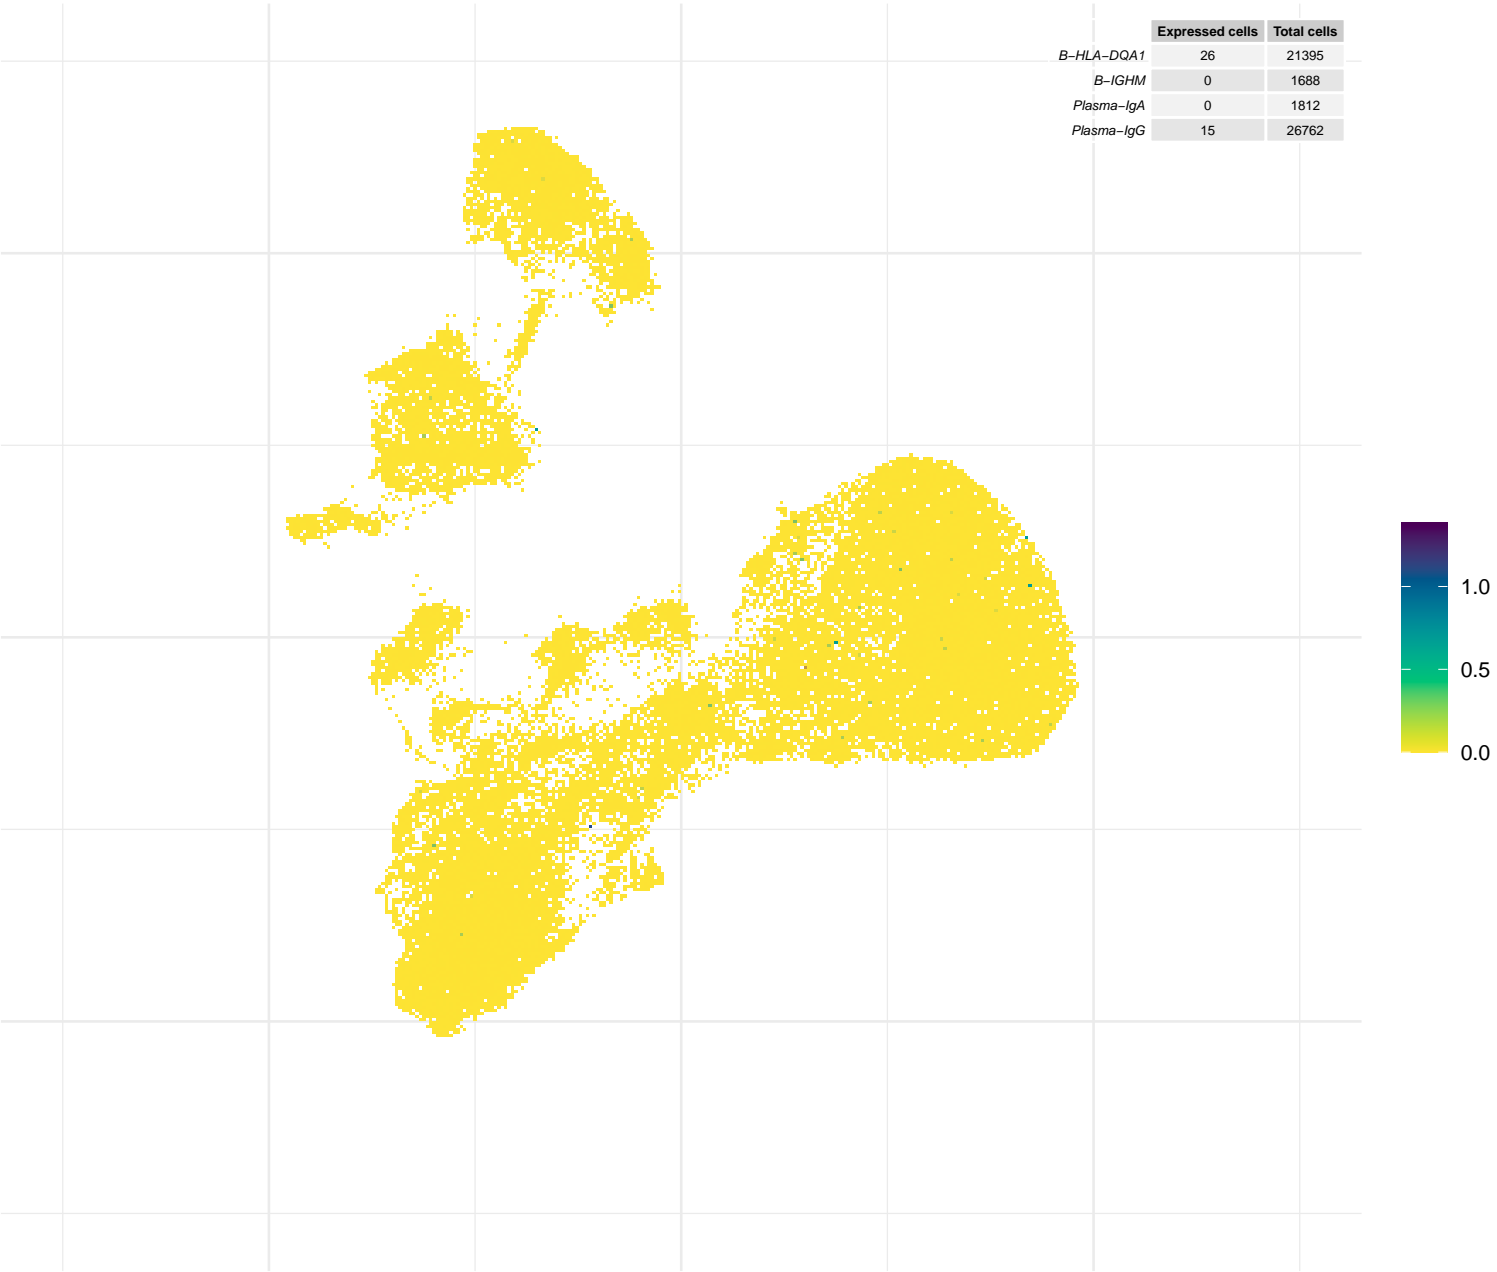 Expressed cells Total cells
B−HLA−DQA1 26 21395
B−IGHM 0 1688
Plasma−IgA 0 1812
Plasma−IgG 15 26762
1.0
0.5
0.0